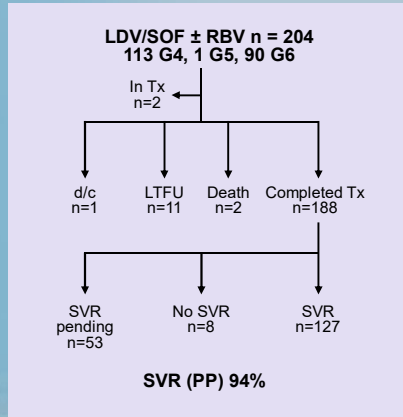 LDV/SOF ± RBV n = 204
113 G4, 1 G5, 90 G6
In Tx
n=2
d/c
n=1
LTFU
n=11
Death
n=2
Completed Tx
n=188
SVR
pending
n=53
No SVR
n=8
SVR
n=127
SVR (PP) 94%